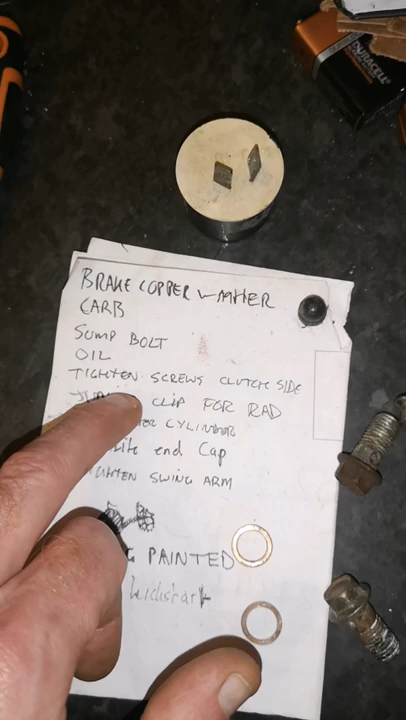 DURACELL
BRAKE COPPER WASHER
CARB
SUMP BOLT
OIL
TIGHTEN SCREWS CLUTCH SIDE
CLIP FOR RAD
CYLINDER
end Cap
TIGHTEN SWING ARM
PAINTED